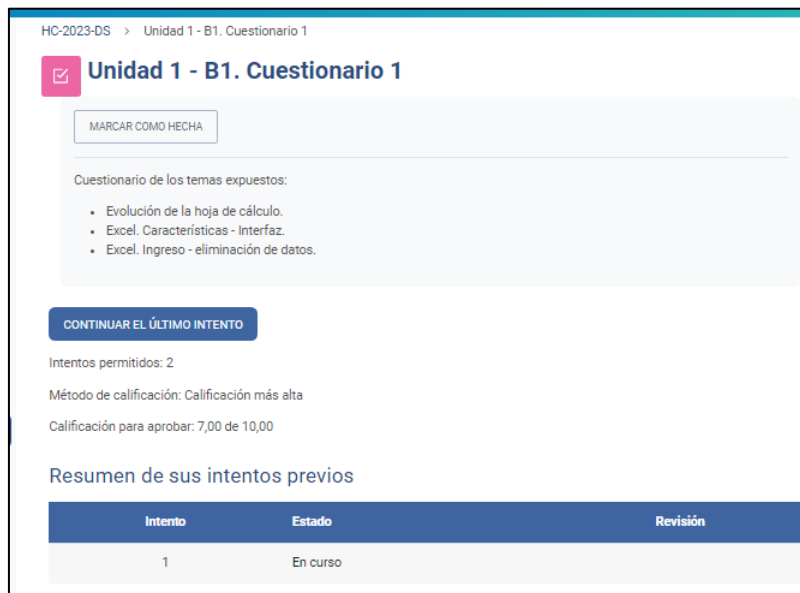 HC-2023-DS > Unidad 1 - B1. Cuestionario 1
Unidad 1 - B1. Cuestionario 1
MARCAR COMO HECHA
Cuestionario de los temas expuestos:
• Evolución de la hoja de cálculo.
• Excel. Características - Interfaz.
• Excel. Ingreso - eliminación de datos.
CONTINUAR EL ÚLTIMO INTENTO
Intentos permitidos: 2
Método de calificación: Calificación más alta
Calificación para aprobar: 7,00 de 10,00
Resumen de sus intentos previos
Intento Estado Revisión
1 En curso